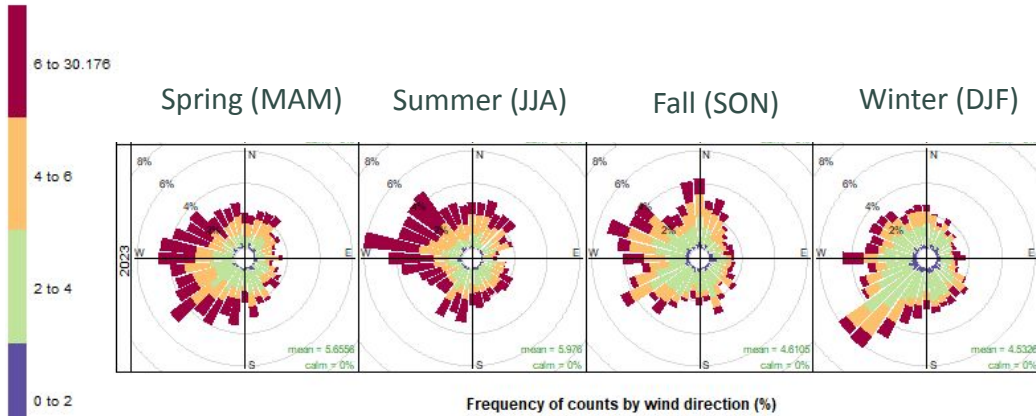 6 to 30.176
4 to 6
2 to 4
0 to 2
Spring (MAM) Summer (JJA) Fall (SON) Winter (DJF)
2023
8%
6%
4%
W
E
N
S
mean = 5.6556
calm = 0%
8%
6%
W
E
N
S
mean = 5.976
calm = 0%
8%
6%
2%
W
E
N
S
mean = 4.6105
calm = 0%
8%
6%
4%
2%
W
E
N
S
mean = 4.5326
calm = 0%
Frequency of counts by wind direction (%)